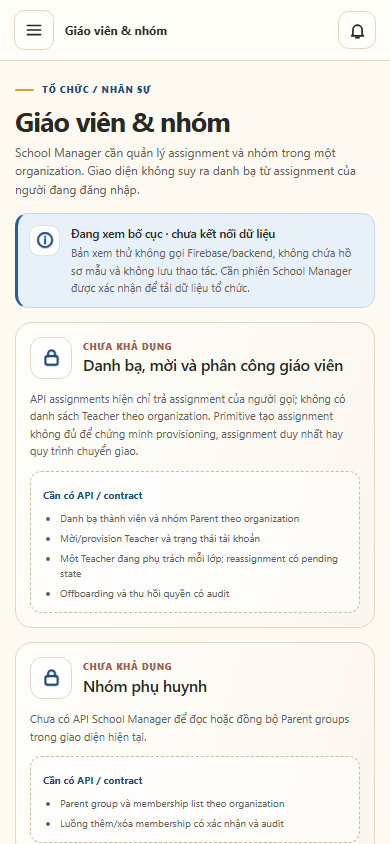 Giáo viên & nhóm
TỔ CHỨC / NHÂN SỰ
Giáo viên & nhóm
School Manager cần quản lý assignment và nhóm trong một
organization. Giao diện không suy ra danh bạ từ assignment của
người đang đăng nhập.
Đang xem bố cục · chưa kết nối dữ liệu
Bản xem thử không gọi Firebase/backend, không chứa hồ
sơ mẫu và không lưu thao tác. Cần phiên School Manager
được xác nhận để tải dữ liệu tổ chức.
CHƯA KHẢ DỤNG
Danh bạ, mời và phân công giáo viên
API assignments hiện chỉ trả assignment của người gọi; không có
danh sách Teacher theo organization. Primitive tạo assignment
không đủ để chứng minh provisioning, assignment duy nhất hay
quy trình chuyển giao.
Cần có API / contract
• Danh bạ thành viên và nhóm Parent theo organization
• Mời/provision Teacher và trạng thái tài khoản
• Một Teacher đang phụ trách mỗi lớp; reassignment có pending
state
• Offboarding và thu hồi quyền có audit
CHƯA KHẢ DỤNG
Nhóm phụ huynh
Chưa có API School Manager để đọc hoặc đồng bộ Parent groups
trong giao diện hiện tại.
Cần có API / contract
• Parent group và membership list theo organization
• Luồng thêm/xóa membership có xác nhận và audit